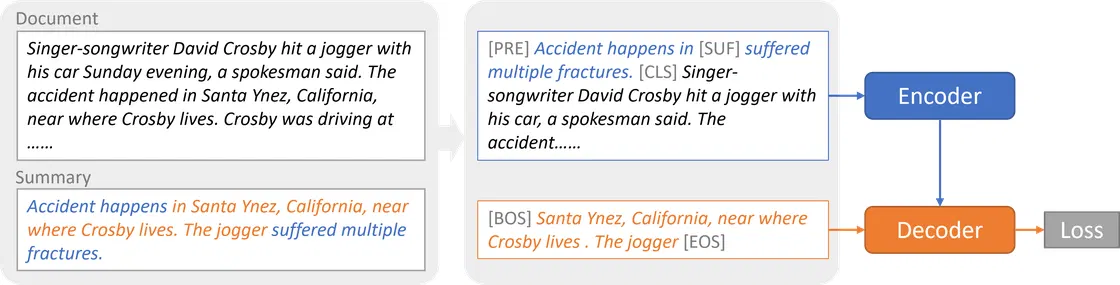 Document
Singer-songwriter David Crosby hit a jogger with
his car Sunday evening, a spokesman said. The
accident happened in Santa Ynez, California,
near where Crosby lives. Crosby was driving at
……
Summary
Accident happens in Santa Ynez, California, near
where Crosby lives. The jogger suffered multiple
fractures.
[PRE] Accident happens in [SUF] suffered
multiple fractures. [CLS] Singer-
songwriter David Crosby hit a jogger with
his car, a spokesman said. The
accident……
[BOS] Santa Ynez, California, near where
Crosby lives . The jogger [EOS]
Encoder
Decoder
Loss